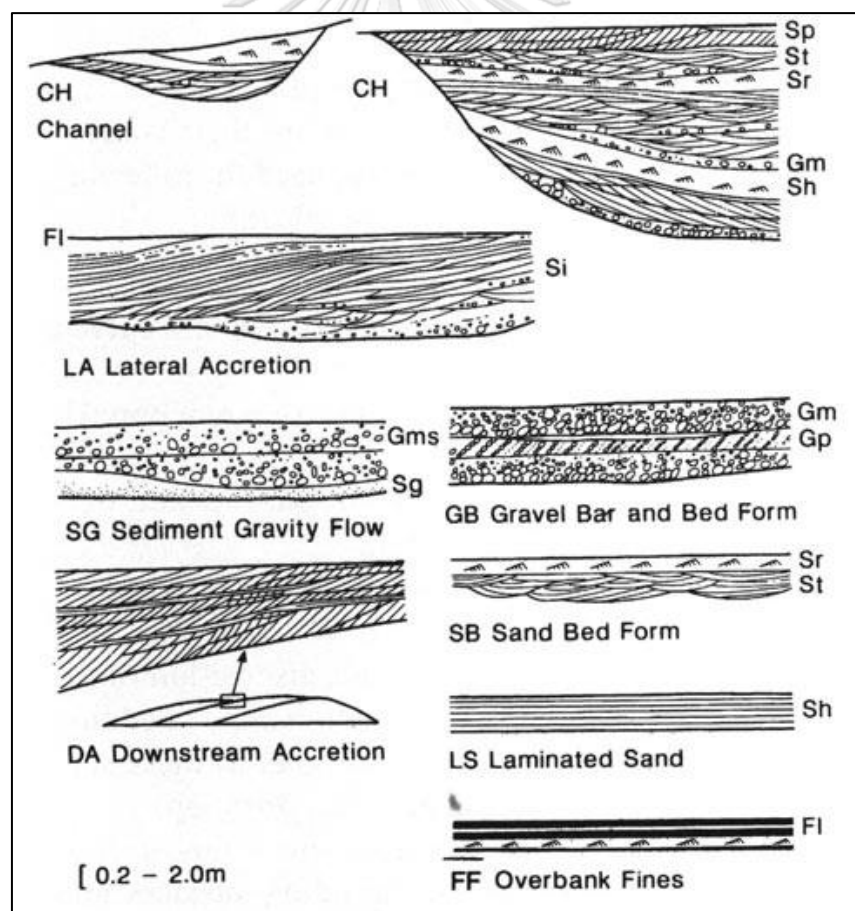 Sp
St
Sr
CH
Channel
CH
Gm
Sh
Fl
Si
LA Lateral Accretion
Gms
Sg
SG Sediment Gravity Flow
Gm
Gp
GB Gravel Bar and Bed Form
Sr
St
SB Sand Bed Form
DA Downstream Accretion
Sh
LS Laminated Sand
Fl
FF Overbank Fines
[ 0.2 – 2.0m